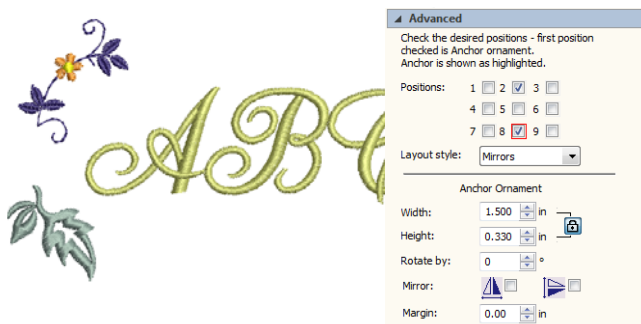 Advanced
Check the desired positions - first position
checked is Anchor ornament.
Anchor is shown as highlighted.
Positions: 1 2 3
4 5 6
7 8 9
Layout style: Mirrors
Anchor Ornament
Width: 1.500 in
Height: 0.330 in
Rotate by: 0 °
Mirror:
Margin: 0.00 in
ABC